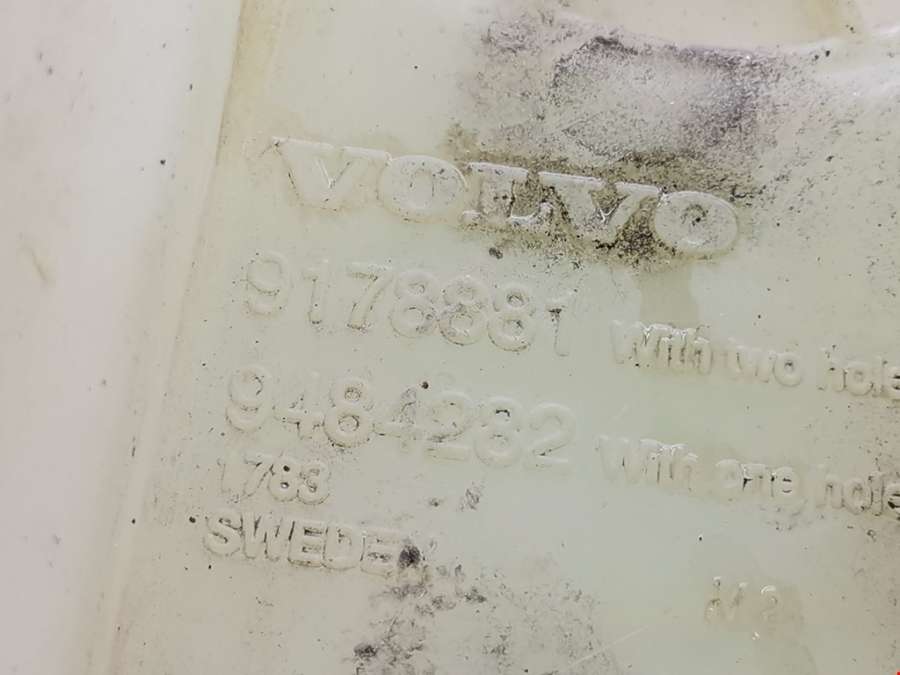 VOLVO
9178881 With two hole
9484282 With one hole
1783
SWEDEN